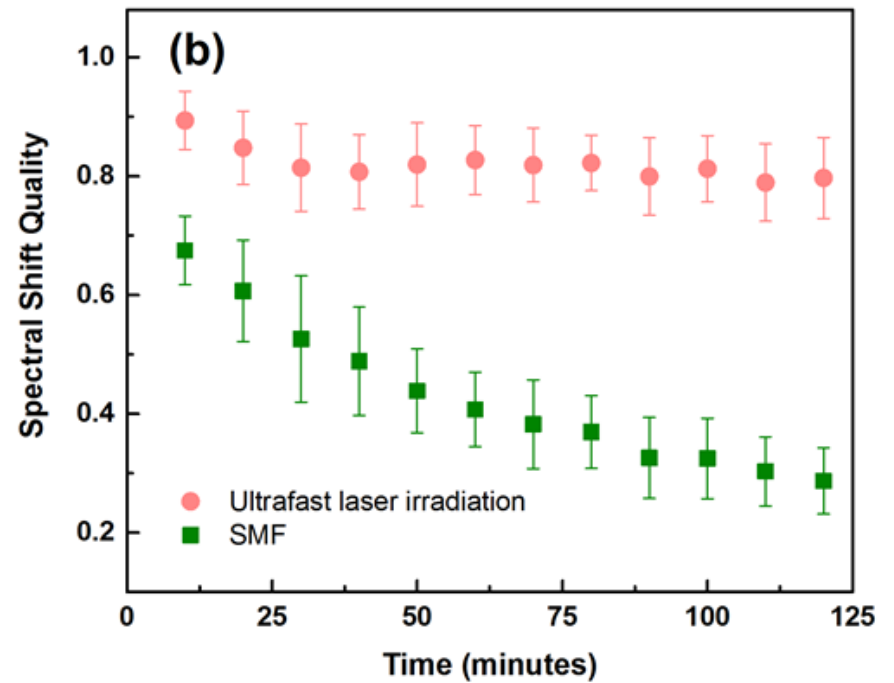 (b)
1.0
0.8
0.6
0.4
0.2
Spectral Shift Quality
Ultrafast laser irradiation
SMF
0 25 50 75 100 125
Time (minutes)